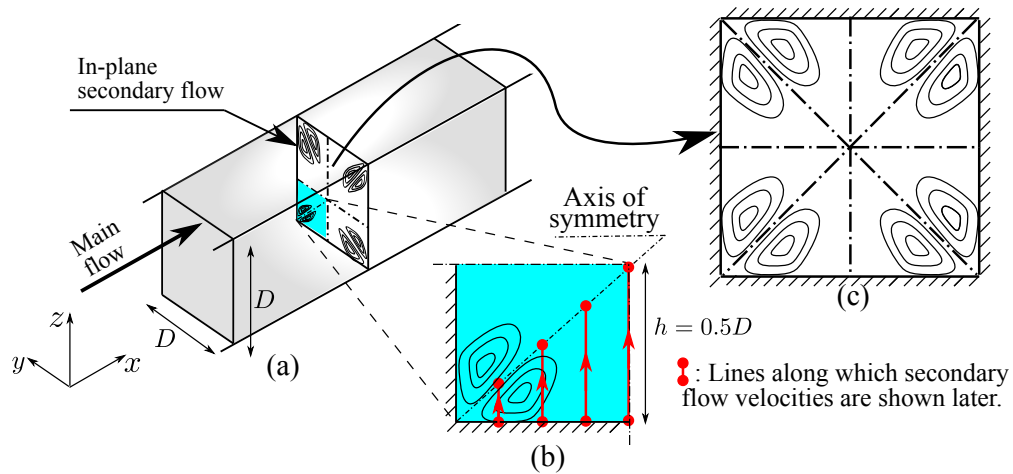 In-plane
secondary flow
Main
flow
D
D
z
y
x
(a)
(c)
Axis of
symmetry
h = 0.5D
: Lines along which secondary
flow velocities are shown later.
(b)